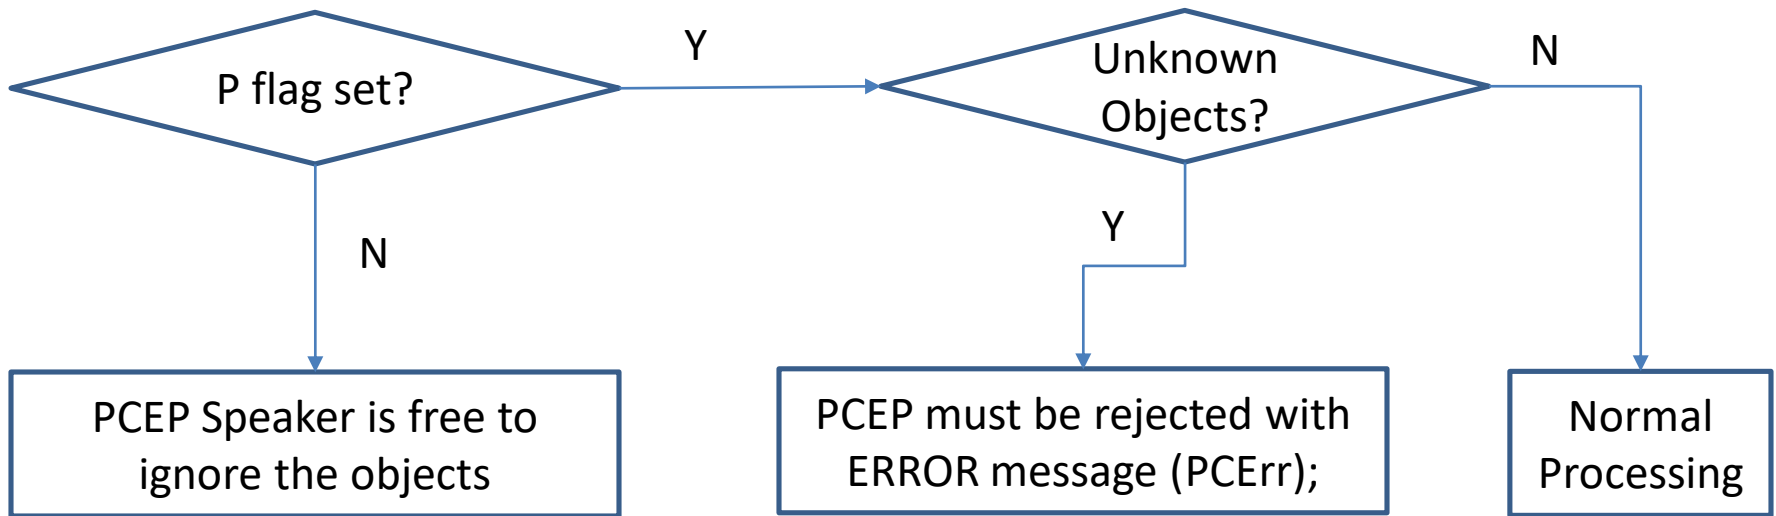 P flag set?
Y
Unknown
Objects?
N
N
Y
PCEP Speaker is free to
ignore the objects
PCEP must be rejected with
ERROR message (PCErr);
Normal
Processing